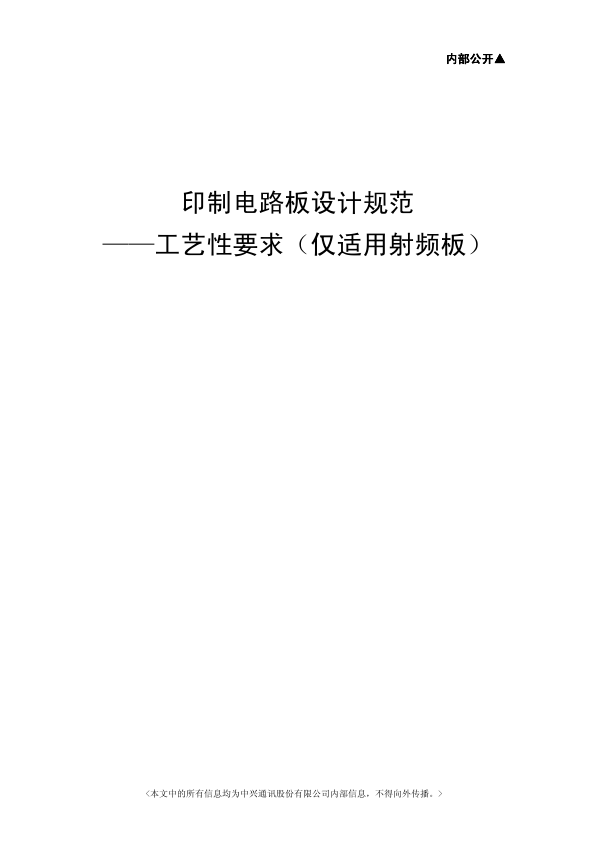 内部公开▲
印制电路板设计规范
——工艺性要求（仅适用射频板）
<本文中的所有信息均为中兴通讯股份有限公司内部信息，不得向外传播。>